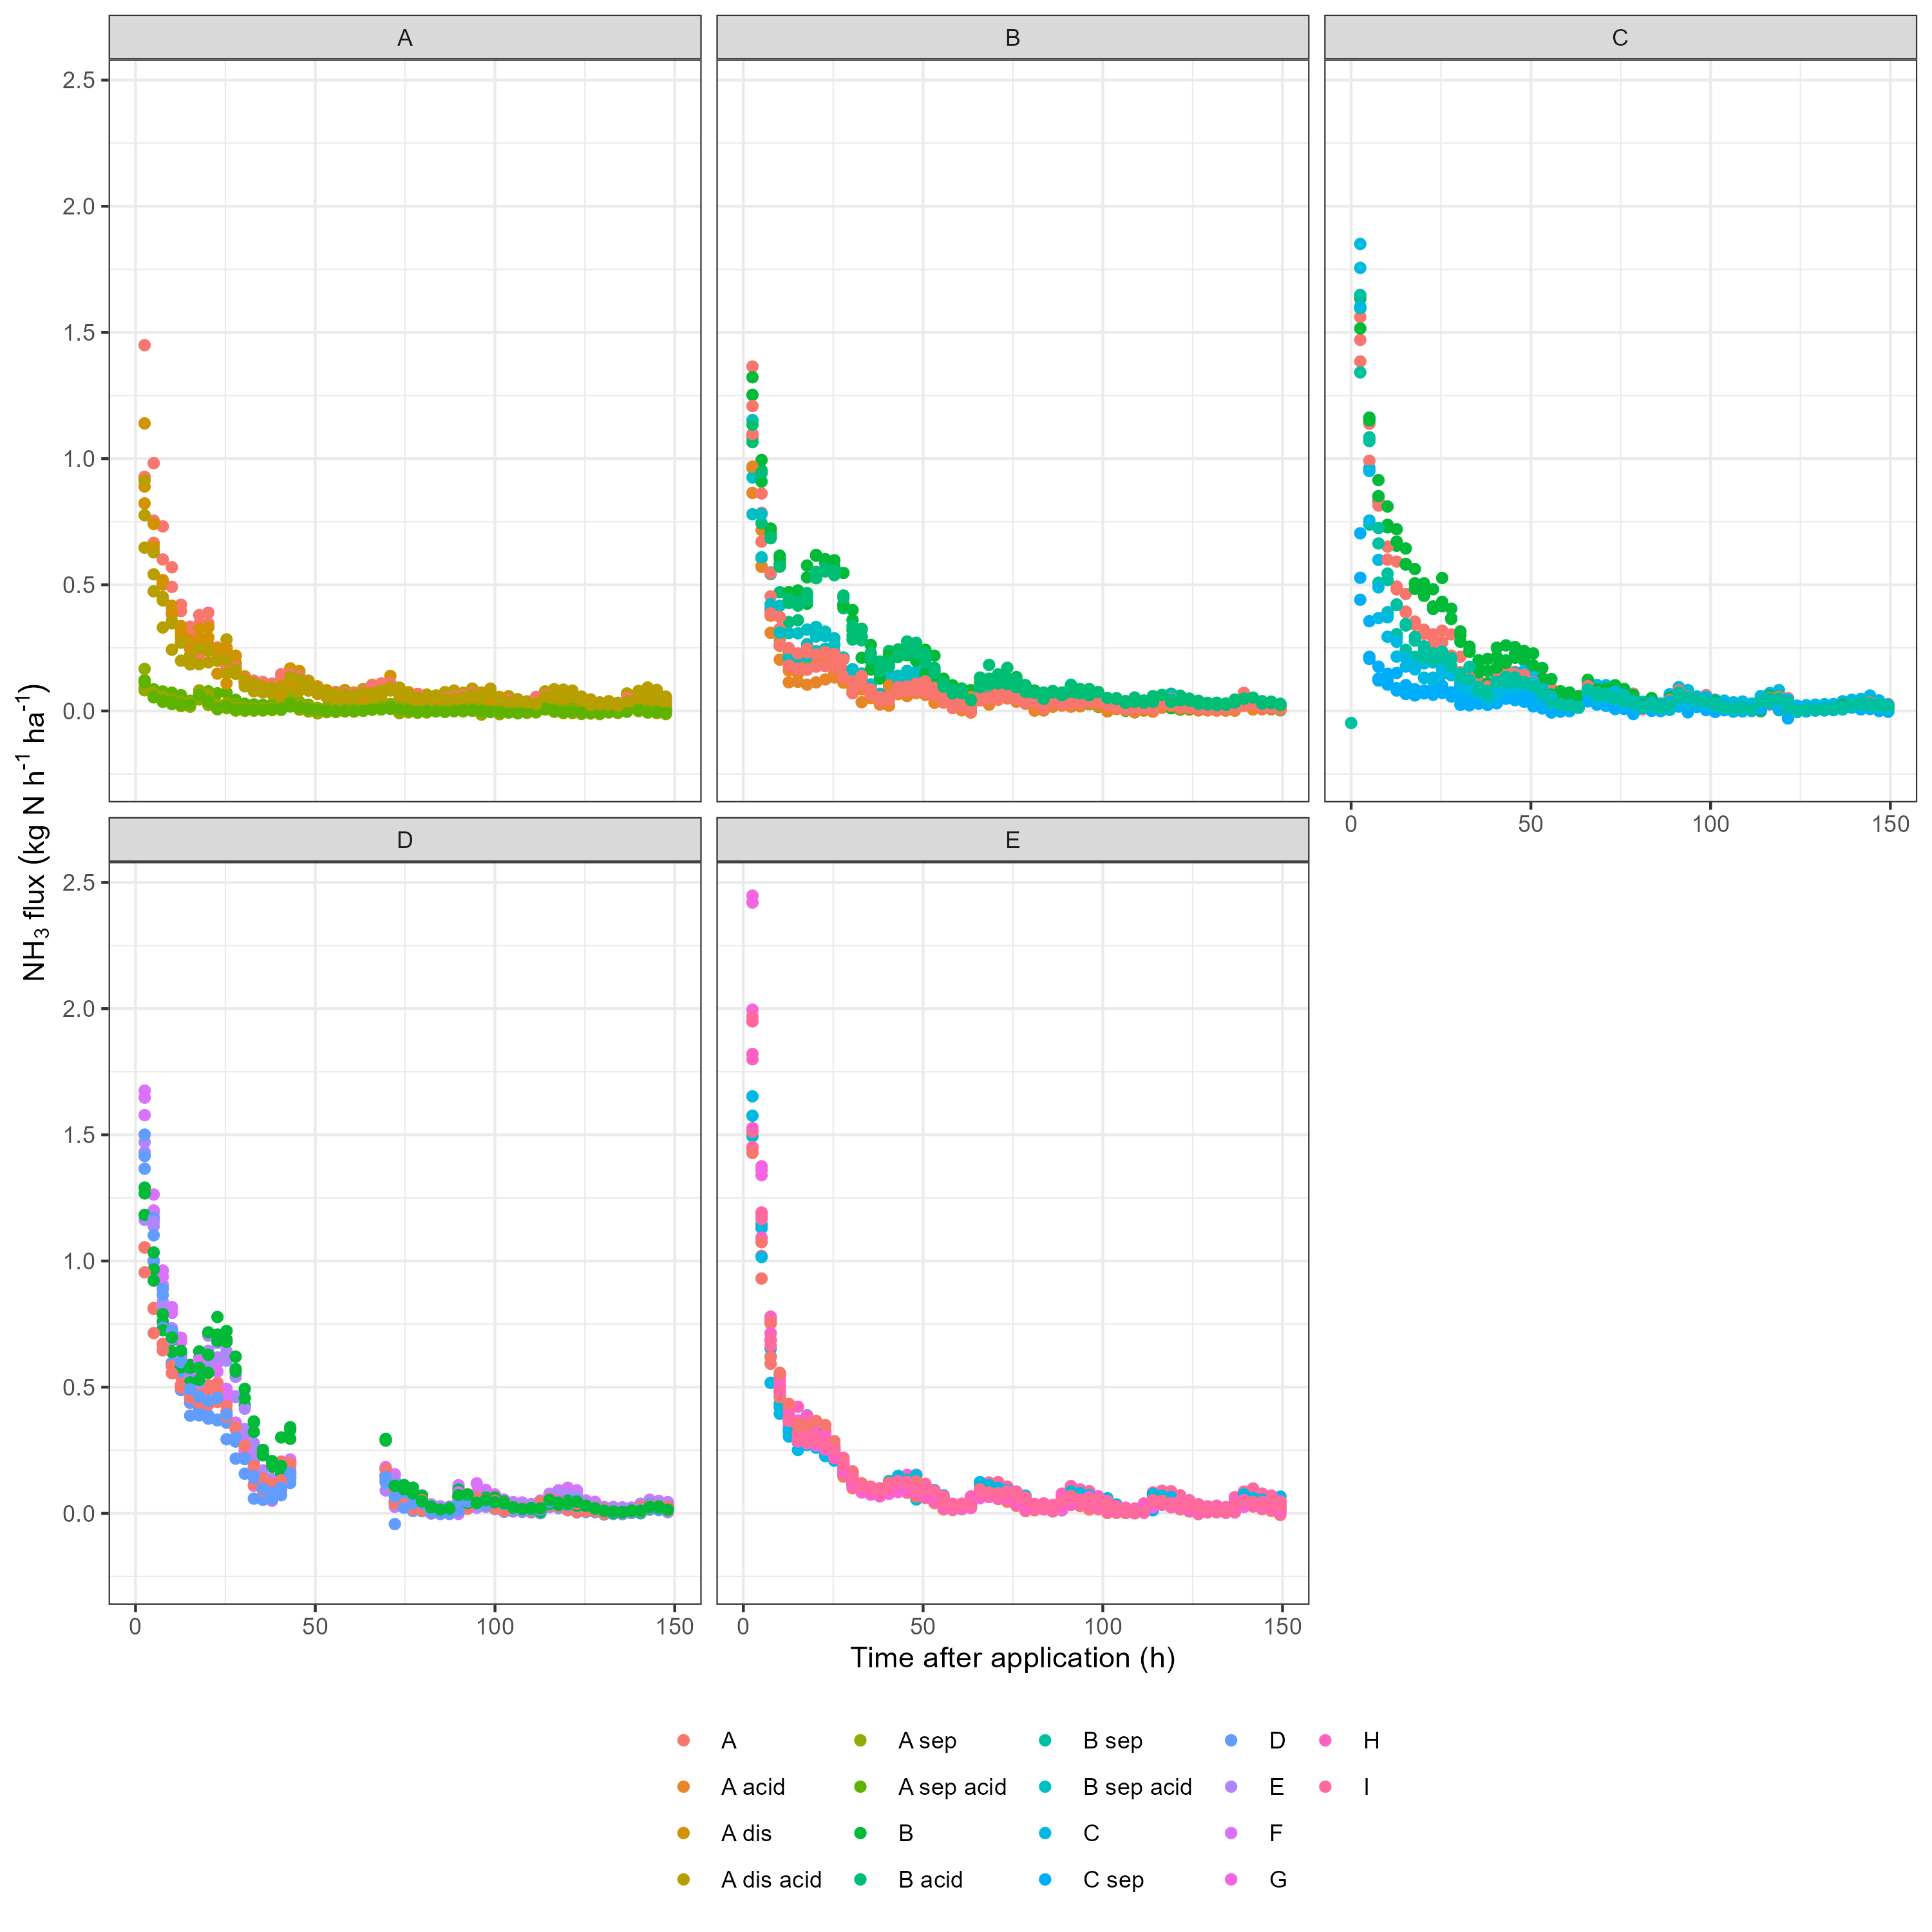 A
B
C
2.5
2.0
1.5
1.0
0.5
0.0
0 50 100 150
NH3 flux (kg N h-1 ha-1)
D
E
2.5
2.0
1.5
1.0
0.5
0.0
0 50 100 150
0 50 100 150
Time after application (h)
A
A sep
B sep
D
H
A acid
A sep acid
B sep acid
E
I
A dis
B
C
F
A dis acid
B acid
C sep
G